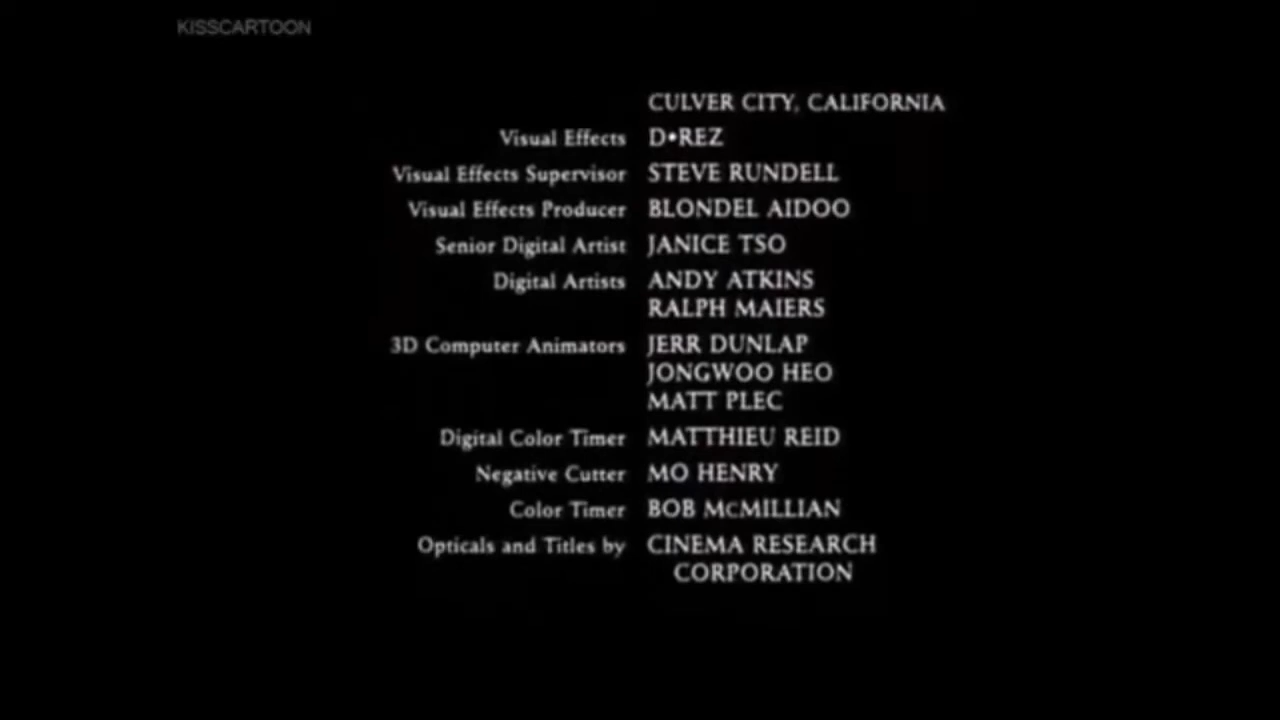 KISSCARTOON
CULVER CITY, CALIFORNIA
Visual Effects D•REZ
Visual Effects Supervisor STEVE RUNDELL
Visual Effects Producer BLONDEL AIDOO
Senior Digital Artist JANICE TSO
Digital Artists ANDY ATKINS
RALPH MAIERS
3D Computer Animators JERR DUNLAP
JONGWOO HEO
MATT PLEC
Digital Color Timer MATTHIEU REID
Negative Cutter MO HENRY
Color Timer BOB McMILLIAN
Opticals and Titles by CINEMA RESEARCH
CORPORATION